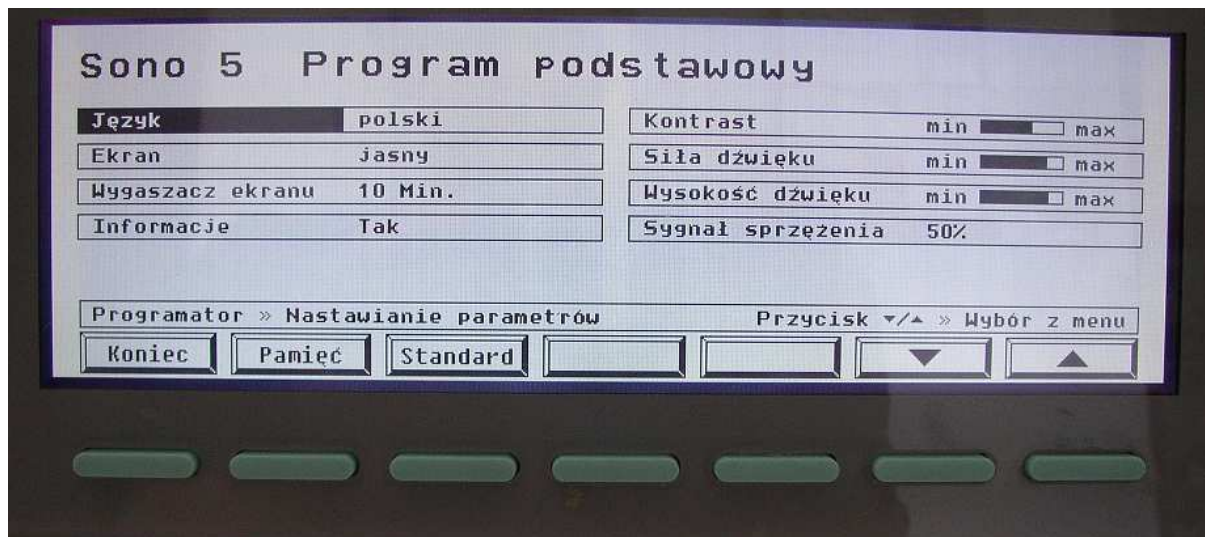 Sono 5 Program podstawowy
Język polski
Ekran jasny
Wygaszacz ekranu 10 Min.
Informacje Tak
Kontrast min max
Siła dźwięku min max
Wysokość dźwięku min max
Sygnał sprzężenia 50%
Programator » Nastawianie parametrów Przycisk ▼/▲ » Wybór z menu
Koniec Pamięć Standard ▼ ▲